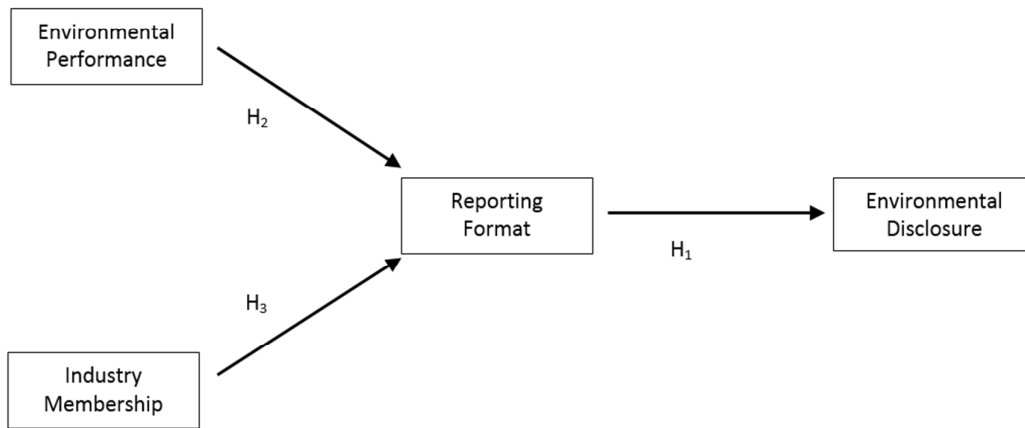 Environmental
Performance
H₂
Reporting
Format
H₁
Environmental
Disclosure
H₃
Industry
Membership